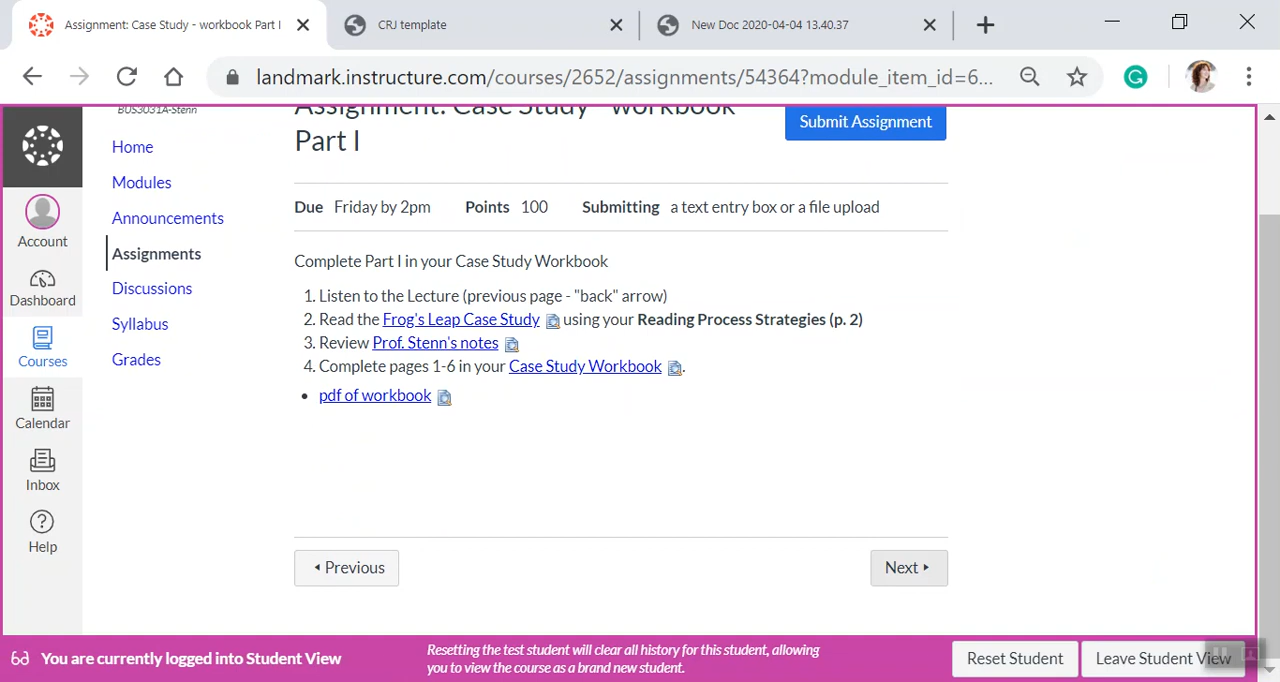 Assignment: Case Study - workbook Part I
CRJ template
New Doc 2020-04-04 13.40.37
landmark.instructure.com/courses/2652/assignments/54364?module_item_id=6...
BUS3031A-Stenn
Home
Modules
Announcements
Assignments
Discussions
Syllabus
Grades
Account
Dashboard
Courses
Calendar
Inbox
Help
Assignment: Case Study - workbook
Part I
Submit Assignment
Due Friday by 2pm Points 100 Submitting a text entry box or a file upload
Complete Part I in your Case Study Workbook
1. Listen to the Lecture (previous page - "back" arrow)
2. Read the Frog's Leap Case Study using your Reading Process Strategies (p. 2)
3. Review Prof. Stenn's notes
4. Complete pages 1-6 in your Case Study Workbook .
• pdf of workbook
Previous
Next
You are currently logged into Student View
Resetting the test student will clear all history for this student, allowing
you to view the course as a brand new student.
Reset Student
Leave Student View